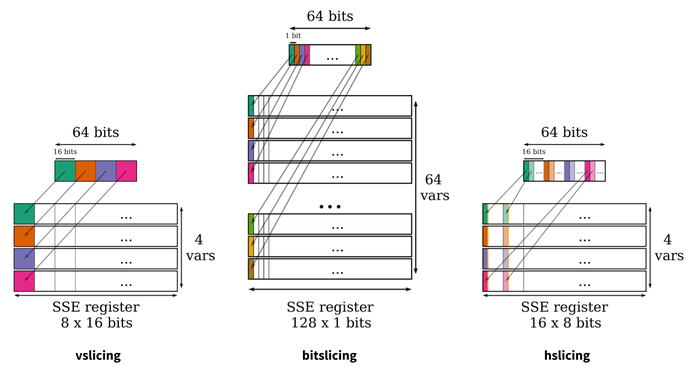 64 bits
1 bit
...
...
...
...
...
64
vars
...
...
...
...
SSE register
128 x 1 bits
bitslicing
64 bits
16 bits
...
...
...
...
4
vars
SSE register
8 x 16 bits
vslicing
64 bits
16 bits
... ... ... ...
...
...
...
...
4
vars
SSE register
16 x 8 bits
hslicing